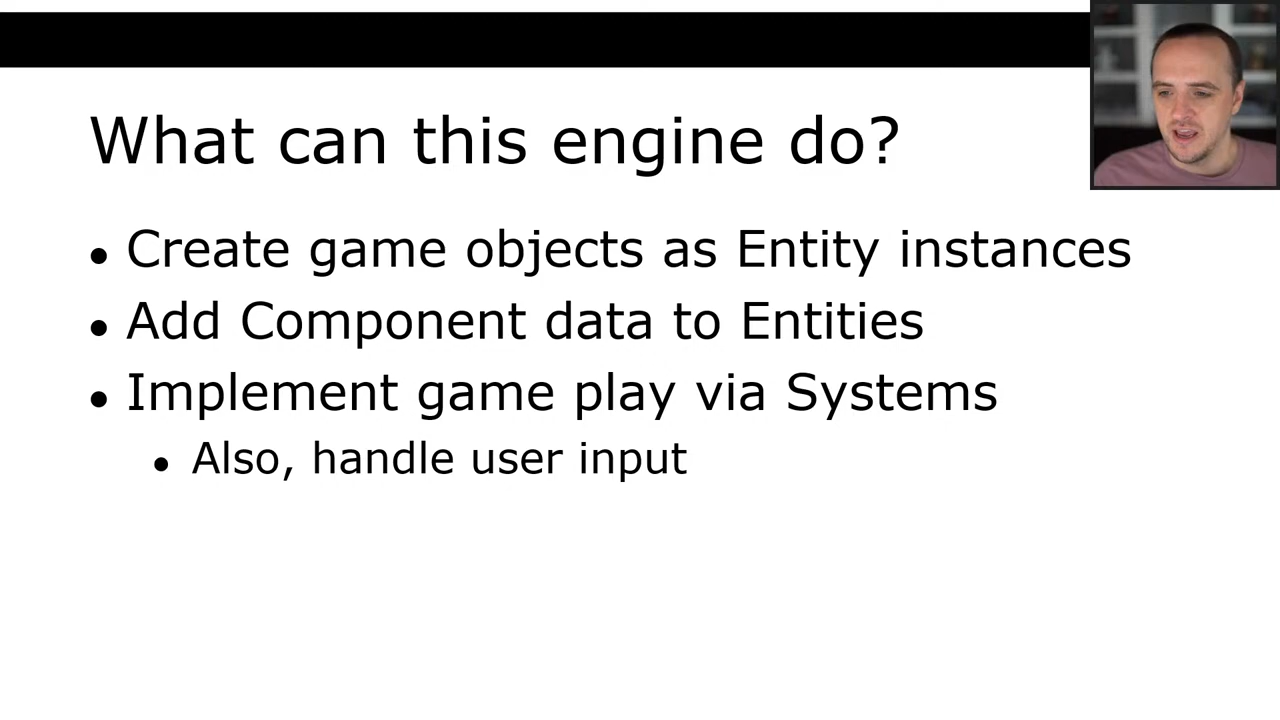 What can this engine do?
● Create game objects as Entity instances
● Add Component data to Entities
● Implement game play via Systems
● Also, handle user input